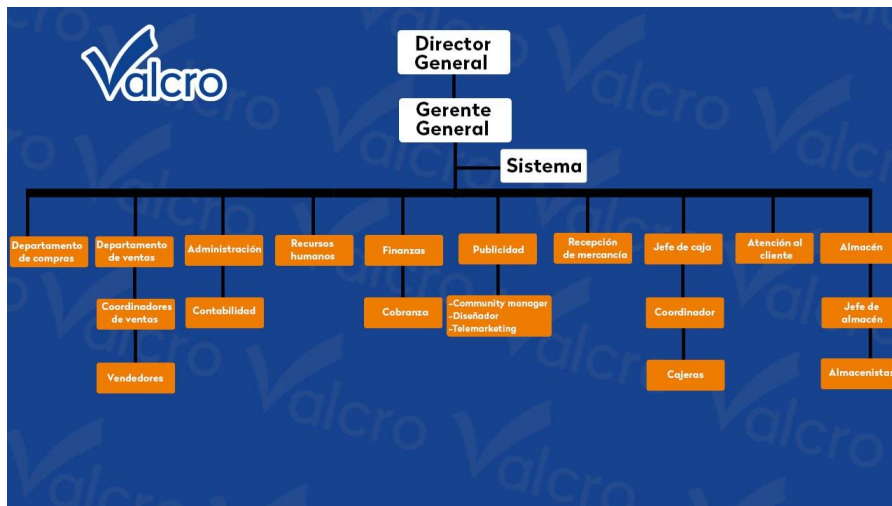 Valcro
Director
General
Gerente
General
Sistema
Departamento
de compras
Departamento
de ventas
Administración
Recursos
humanos
Finanzas
Publicidad
Recepción
de mercancía
Jefe de caja
Atención al
cliente
Almacén
Coordinadores
de ventas
Contabilidad
Cobranza
-Community manager
-Diseñador
-Telemarketing
Coordinador
Jefe de
almacén
Vendedores
Cajeras
Almacenistas